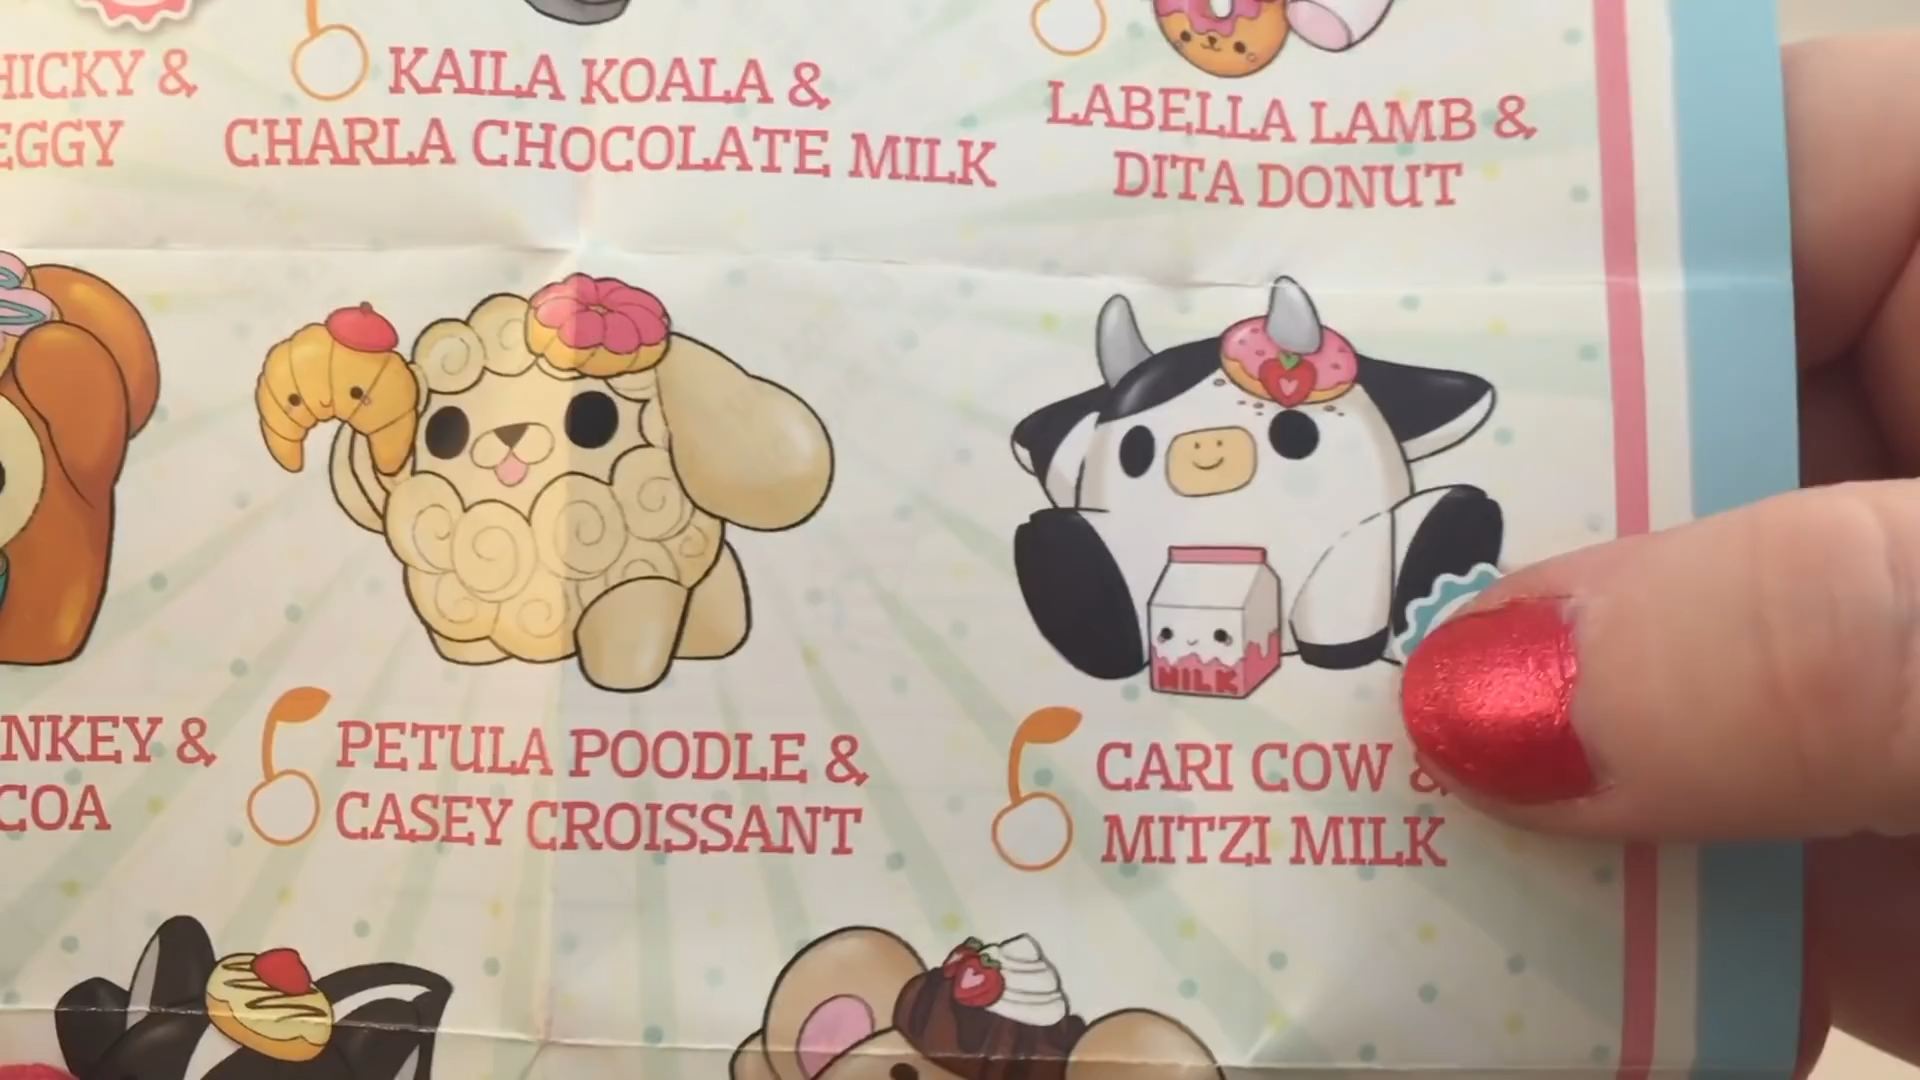 HICKY &
EGGY
KAILA KOALA &
CHARLA CHOCOLATE MILK
LABELLA LAMB &
DITA DONUT
MILK
NKEY &
COA
PETULA POODLE &
CASEY CROISSANT
CARI COW &
MITZI MILK